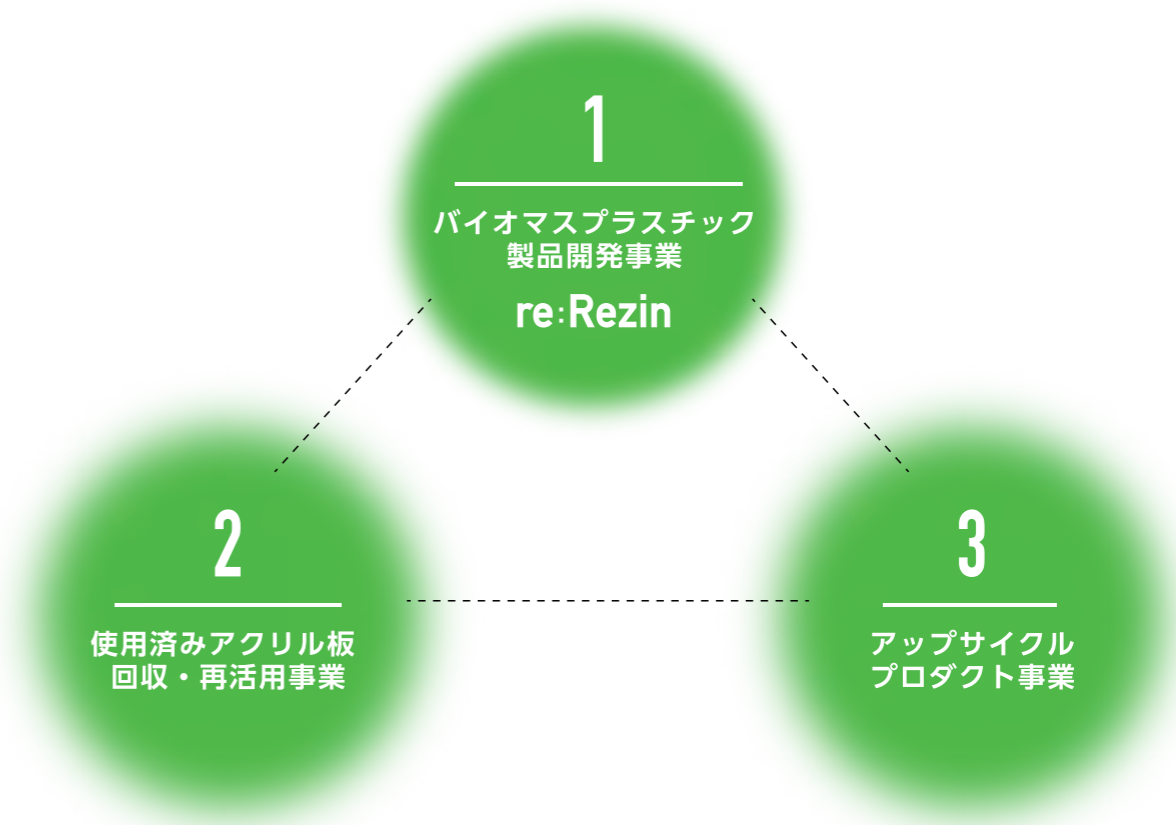 1
バイオマスプラスチック
製品開発事業
re:Rezin
2
使用済みアクリル板
回収・再活用事業
3
アップサイクル
プロダクト事業